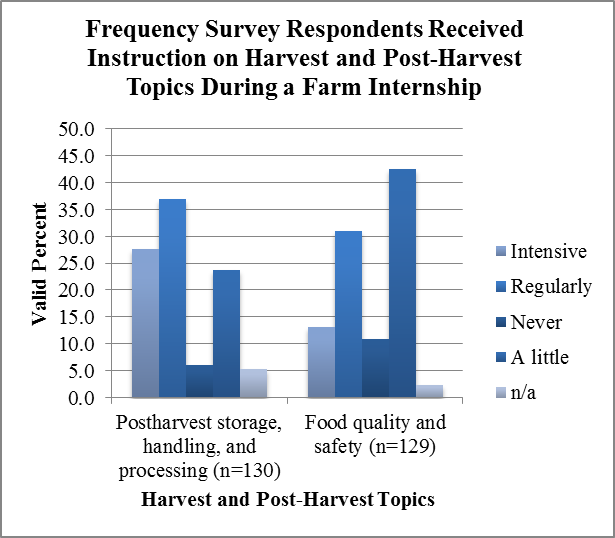 Frequency Survey Respondents Received
Instruction on Harvest and Post-Harvest
Topics During a Farm Internship
50.0
45.0
40.0
35.0
30.0
25.0
20.0
15.0
10.0
5.0
0.0
Valid Percent
Intensive
Regularly
Never
A little
n/a
Postharvest storage,
handling, and
processing (n=130)
Food quality and
safety (n=129)
Harvest and Post-Harvest Topics